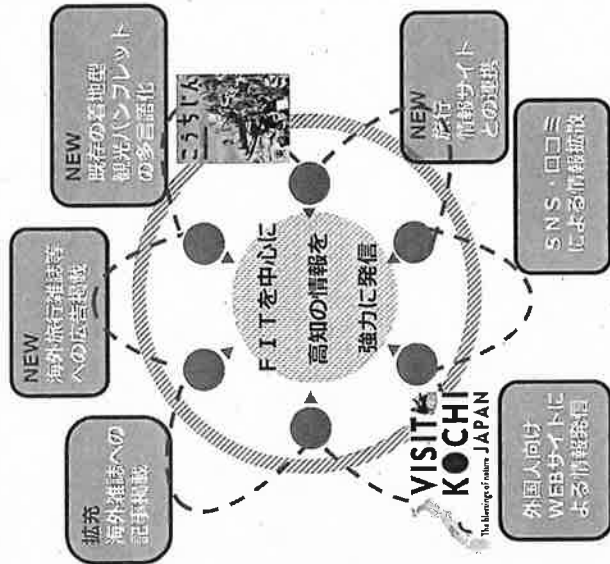 拡充
海外雑誌への
記事掲載
NEW
海外旅行雑誌等
への広告掲載
NEW
既存の着地型
観光パンフレット
の多言語化
こうちじん
NEW
旅行
情報サイト
との連携
SNS・口コミ
による情報拡散
外国人向け
WEBサイトに
よる情報発信
VISIT
KOCHI
JAPAN
The blessings of nature
FITを中心に
高知の情報を
強力に発信